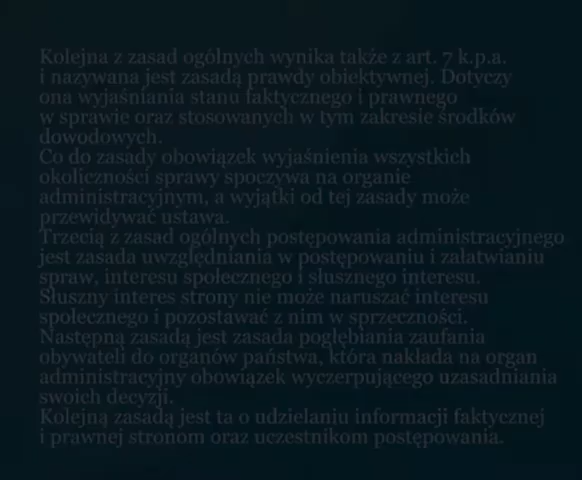 Kolejna z zasad ogólnych wynika także z art. 7 k.p.a.
i nazywana jest zasadą prawdy obiektywnej. Dotyczy
ona wyjaśniania stanu faktycznego i prawnego
w sprawie oraz stosowanych w tym zakresie środków
dowodowych.
Co do zasady obowiązek wyjaśnienia wszystkich
okoliczności sprawy spoczywa na organie
administracyjnym, a wyjątki od tej zasady może
przewidywać ustawa.
Trzecią z zasad ogólnych postępowania administracyjnego
jest zasada uwzględniania w postępowaniu i załatwianiu
spraw, interesu społecznego i słusznego interesu.
Słuszny interes strony nie może naruszać interesu
społecznego i pozostawać z nim w sprzeczności.
Następną zasadą jest zasada pogłębiania zaufania
obywateli do organów państwa, która nakłada na organ
administracyjny obowiązek wyczerpującego uzasadniania
swoich decyzji.
Kolejną zasadą jest ta o udzielaniu informacji faktycznej
i prawnej stronom oraz uczestnikom postępowania.